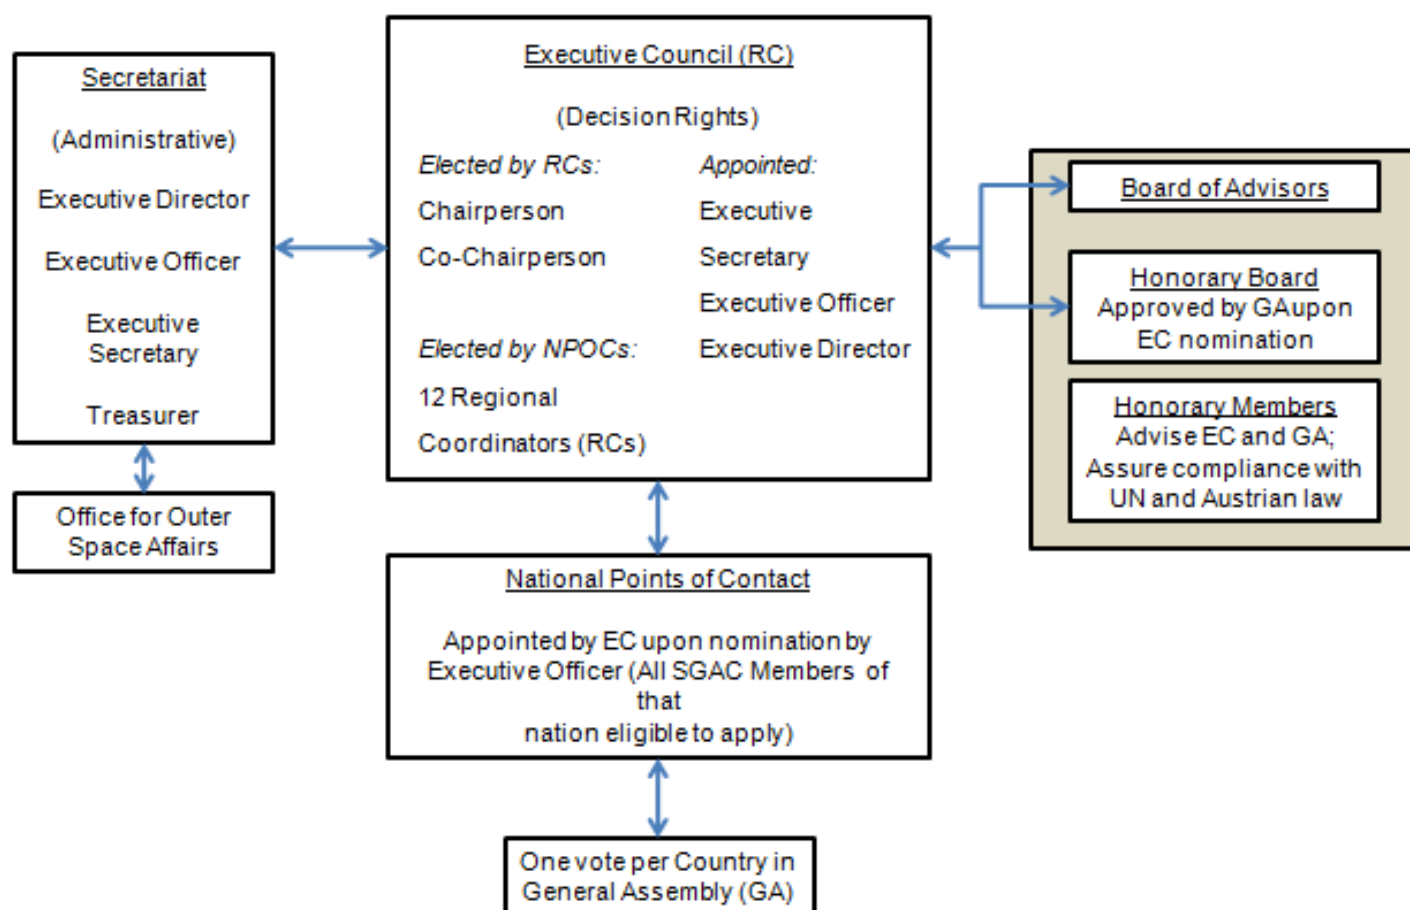 Secretariat
(Administrative)
Executive Director
Executive Officer
Executive
Secretary
Treasurer
Office for Outer
Space Affairs
Executive Council (RC)
(Decision Rights)
Elected by RCs:
Chairperson
Co-Chairperson
Elected by NPOCs:
12 Regional
Coordinators (RCs)
Appointed:
Executive
Secretary
Executive Officer
Executive Director
National Points of Contact
Appointed by EC upon nomination by
Executive Officer (All SGAC Members of
that
nation eligible to apply)
One vote per Country in
General Assembly (GA)
Board of Advisors
Honorary Board
Approved by GAupon
EC nomination
Honorary Members
Advise EC and GA;
Assure compliance with
UN and Austrian law